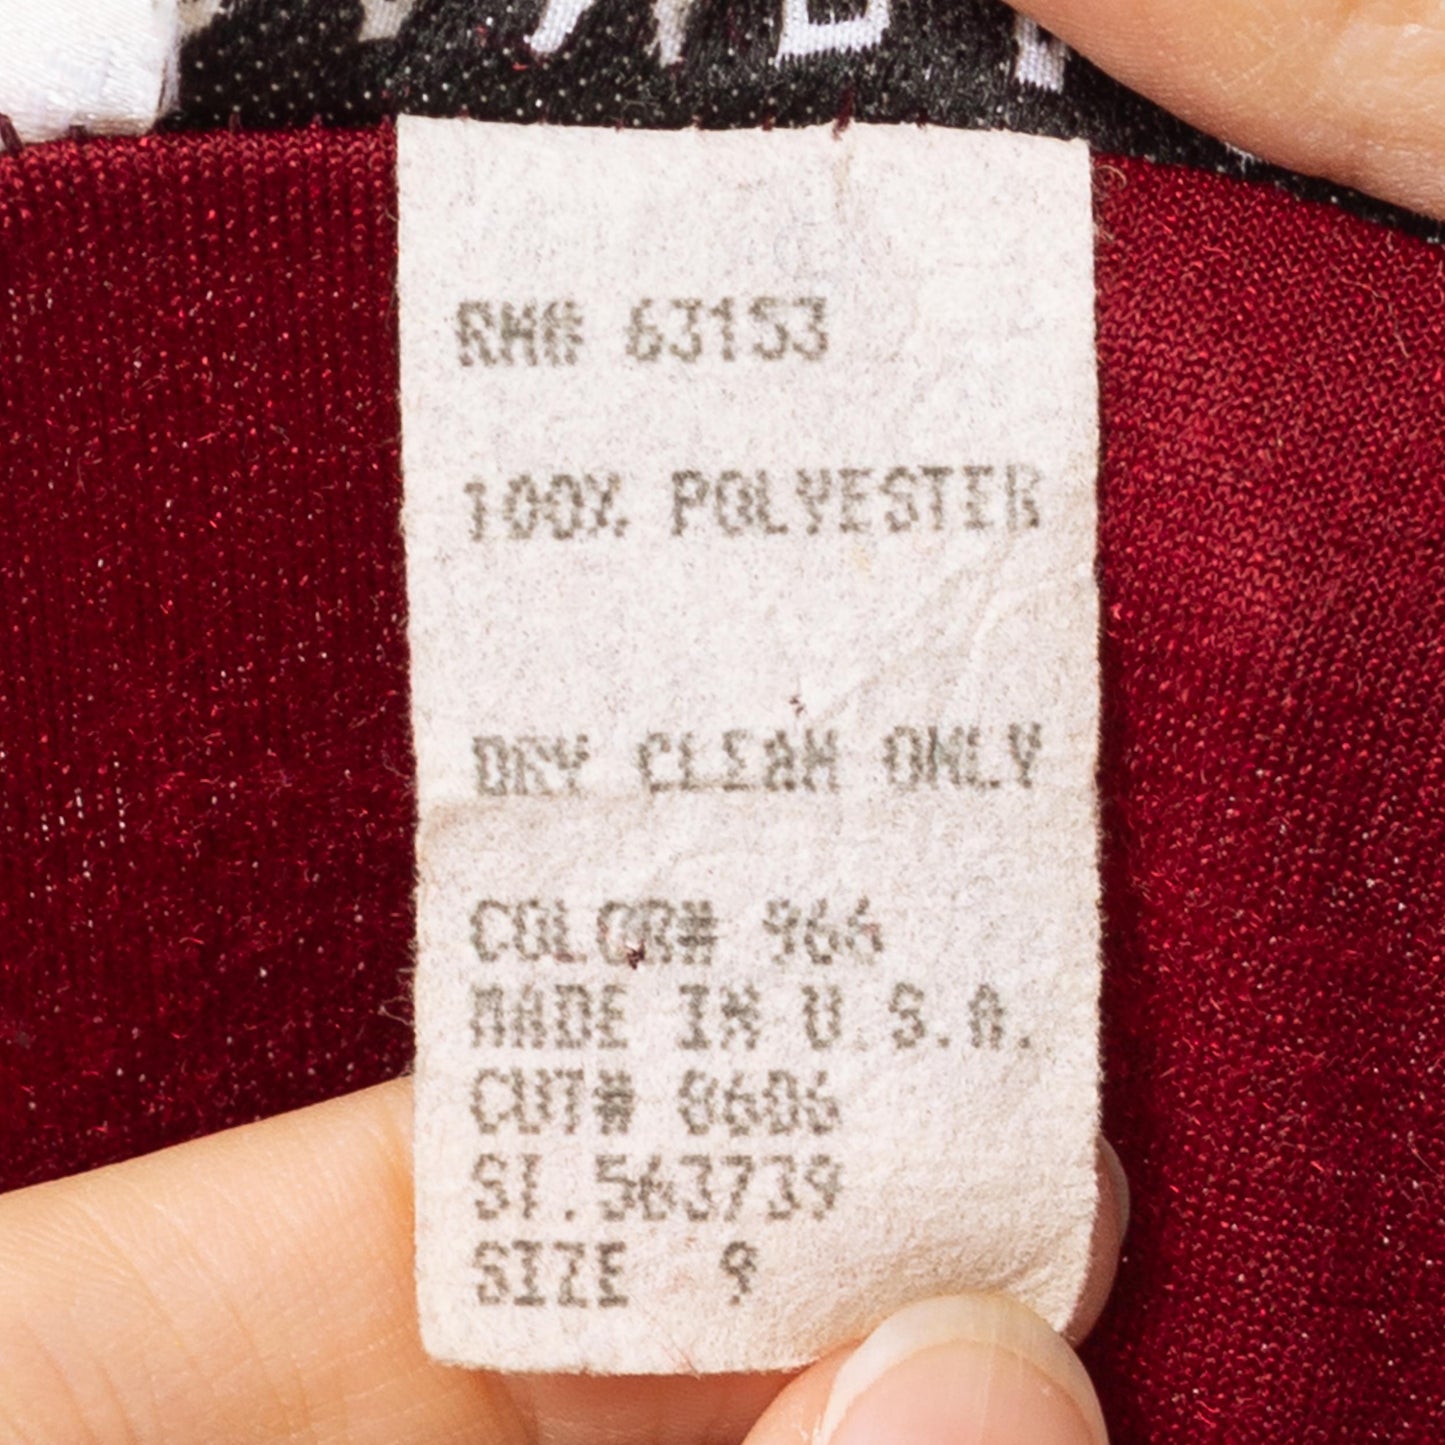 RN# 63153
100% POLYESTER
DRY CLEAN ONLY
COLOR# 966
MADE IN U.S.A.
CUT# 8606
ST.563739
SIZE 9